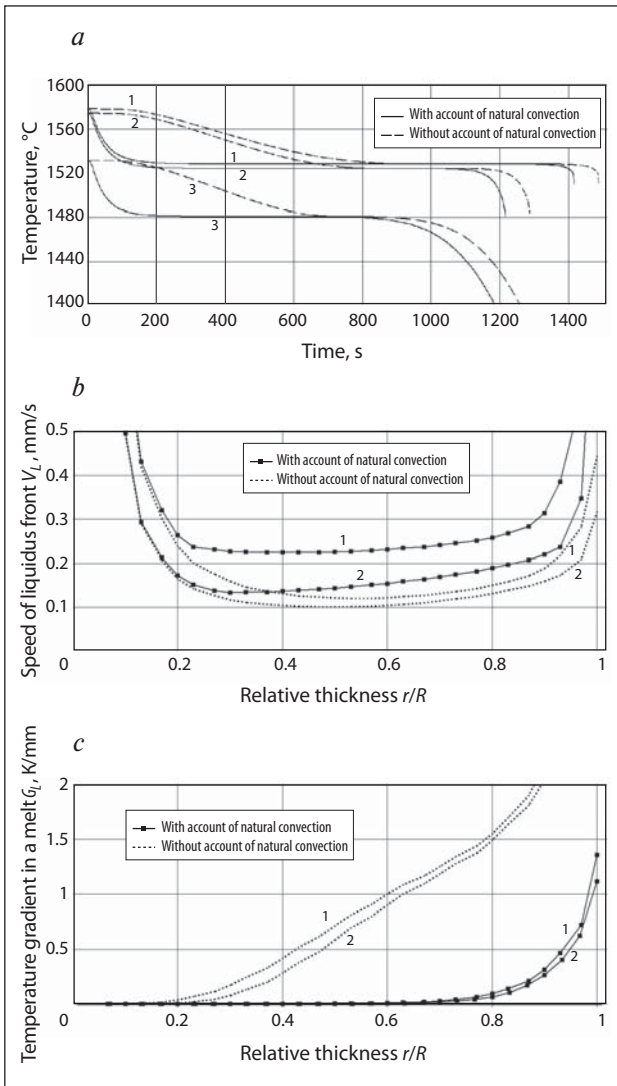 a
Temperature, °C
1600
1560
1520
1480
1440
1400
With account of natural convection
Without account of natural convection
1
2
1
2
3
3
0 200 400 600 800 1000 1200 1400
Time, s
b
Speed of liquidus front V_L, mm/s
0.5
0.4
0.3
0.2
0.1
With account of natural convection
Without account of natural convection
1
2
1
2
0 0.2 0.4 0.6 0.8 1
Relative thickness r/R
c
Temperature gradient in a melt G_L, K/mm
2
1.5
1
0.5
With account of natural convection
Without account of natural convection
1
2
1
2
0 0.2 0.4 0.6 0.8 1
Relative thickness r/R